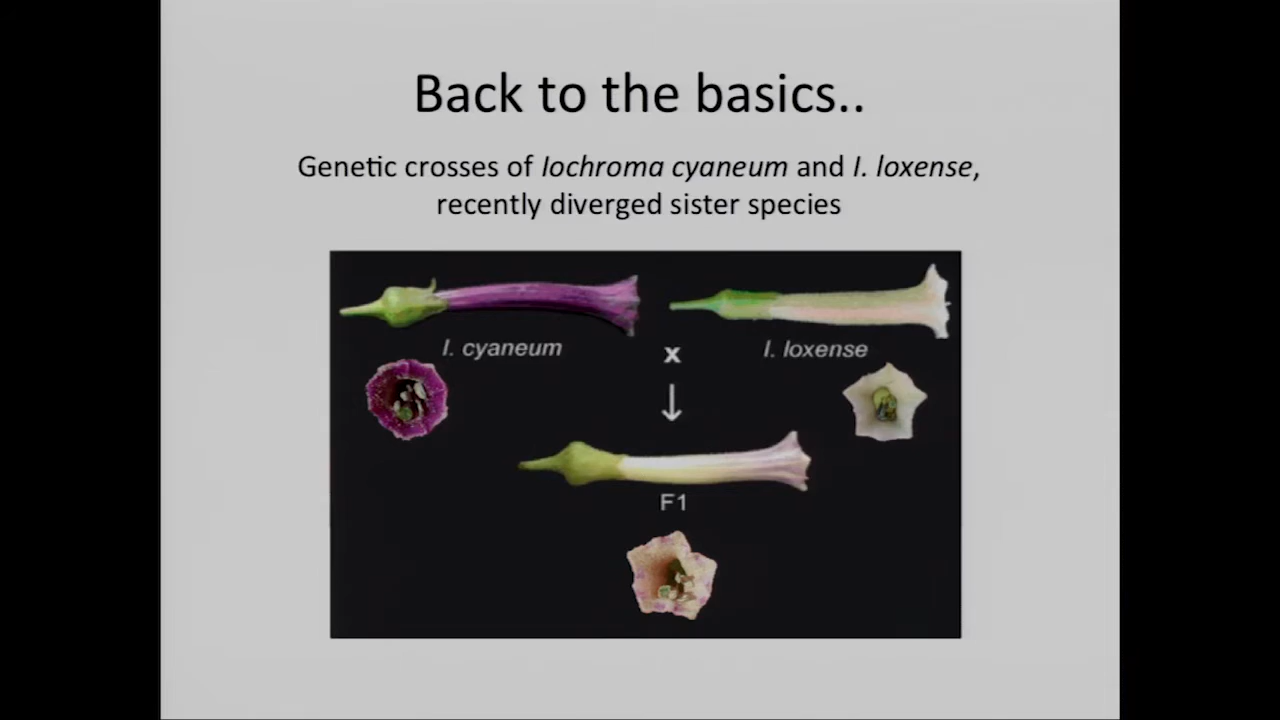 Back to the basics..
Genetic crosses of Iochroma cyaneum and I. loxense,
recently diverged sister species
I. cyaneum
x
I. loxense
F1